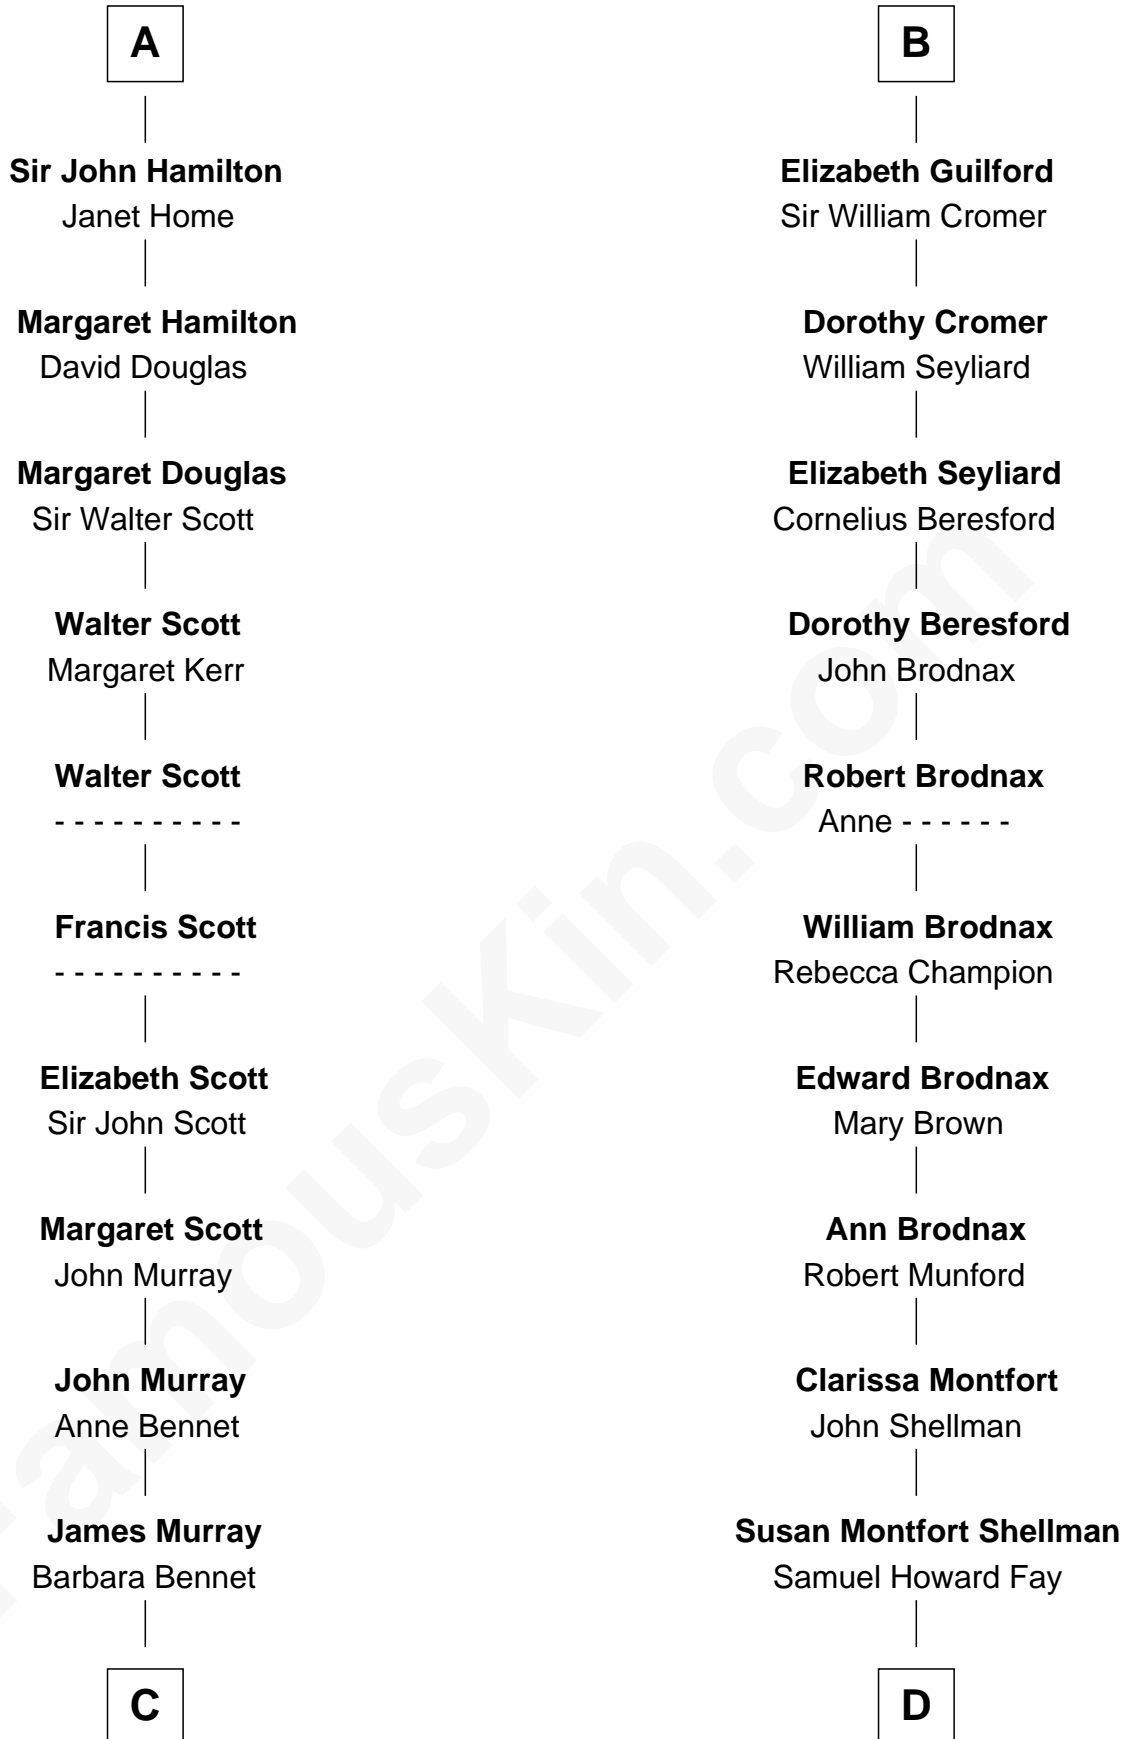 A
Sir John Hamilton
Janet Home
Margaret Hamilton
David Douglas
Margaret Douglas
Sir Walter Scott
Walter Scott
Margaret Kerr
Walter Scott
- - - - - - - - - -
Francis Scott
- - - - - - - - - -
Elizabeth Scott
Sir John Scott
Margaret Scott
John Murray
John Murray
Anne Bennet
James Murray
Barbara Bennet
C
B
Elizabeth Guilford
Sir William Cromer
Dorothy Cromer
William Seyliard
Elizabeth Seyliard
Cornelius Beresford
Dorothy Beresford
John Brodnax
Robert Brodnax
Anne - - - - - -
William Brodnax
Rebecca Champion
Edward Brodnax
Mary Brown
Ann Brodnax
Robert Munford
Clarissa Montfort
John Shellman
Susan Montfort Shellman
Samuel Howard Fay
D
FamousKin.com